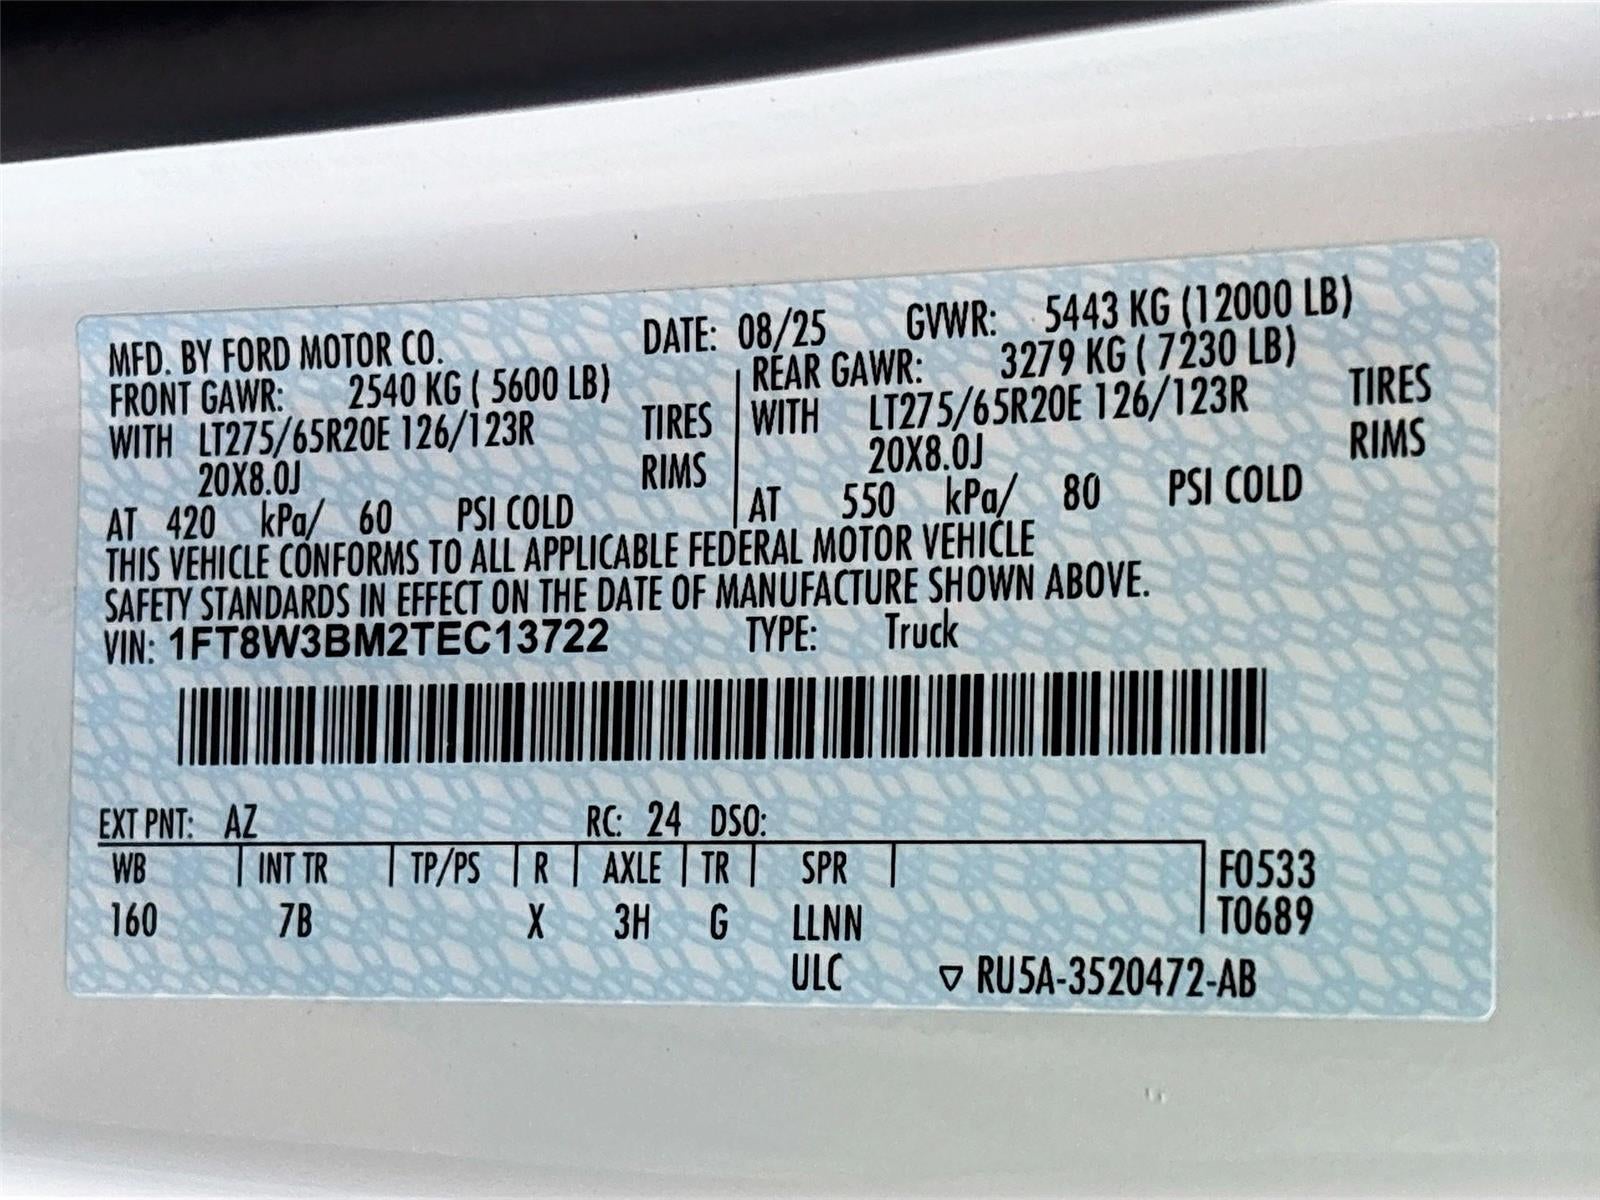 MFD. BY FORD MOTOR CO. DATE: 08/25 GVWR: 5443 KG (12000 LB)
FRONT GAWR: 2540 KG ( 5600 LB) REAR GAWR: 3279 KG ( 7230 LB)
WITH LT275/65R20E 126/123R TIRES WITH LT275/65R20E 126/123R TIRES
20X8.0J RIMS 20X8.0J RIMS
AT 420 kPa/ 60 PSI COLD AT 550 kPa/ 80 PSI COLD
THIS VEHICLE CONFORMS TO ALL APPLICABLE FEDERAL MOTOR VEHICLE
SAFETY STANDARDS IN EFFECT ON THE DATE OF MANUFACTURE SHOWN ABOVE.
VIN: 1FT8W3BM2TEC13722 TYPE: Truck
EXT PNT: AZ RC: 24 DSO:
WB INT TR TP/PS R AXLE TR SPR F0533
160 7B X 3H G LLNN T0689
ULC ▽ RU5A-3520472-AB